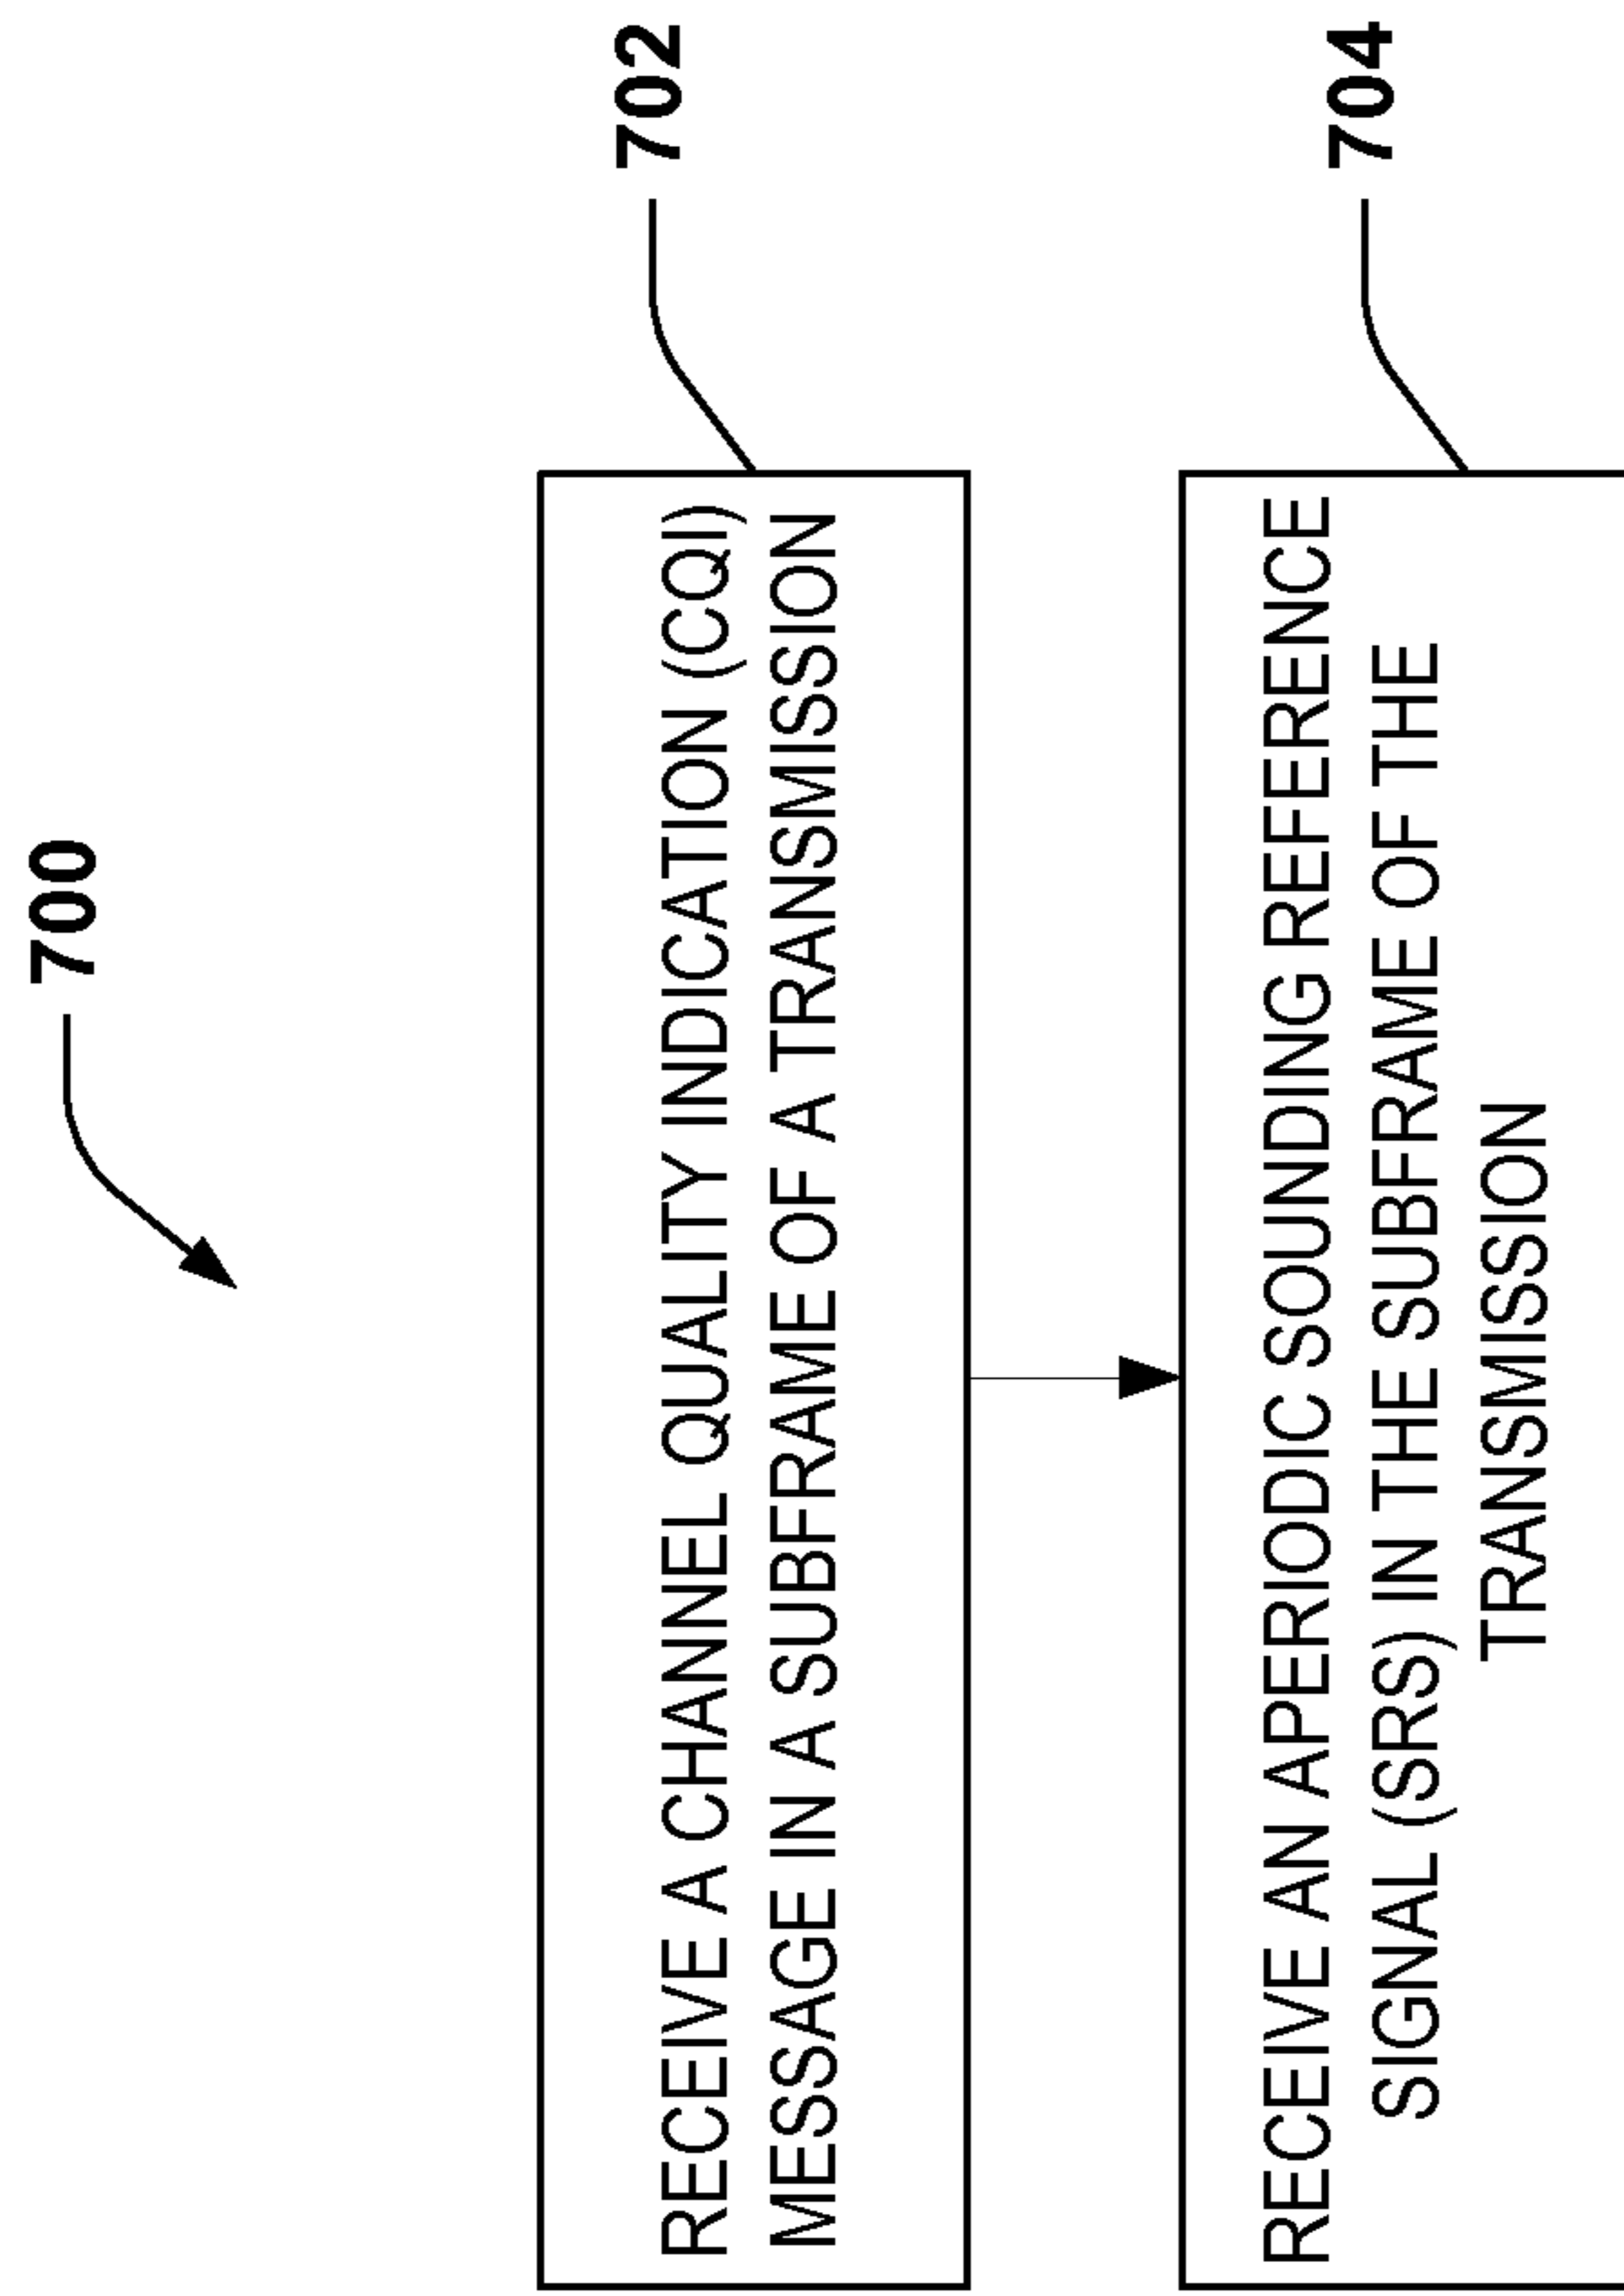 700
702
RECEIVE A CHANNEL QUALITY INDICATION (CQI)
MESSAGE IN A SUBFRAME OF A TRANSMISSION
704
RECEIVE AN APERIODIC SOUNDING REFERENCE
SIGNAL (SRS) IN THE SUBFRAME OF THE
TRANSMISSION